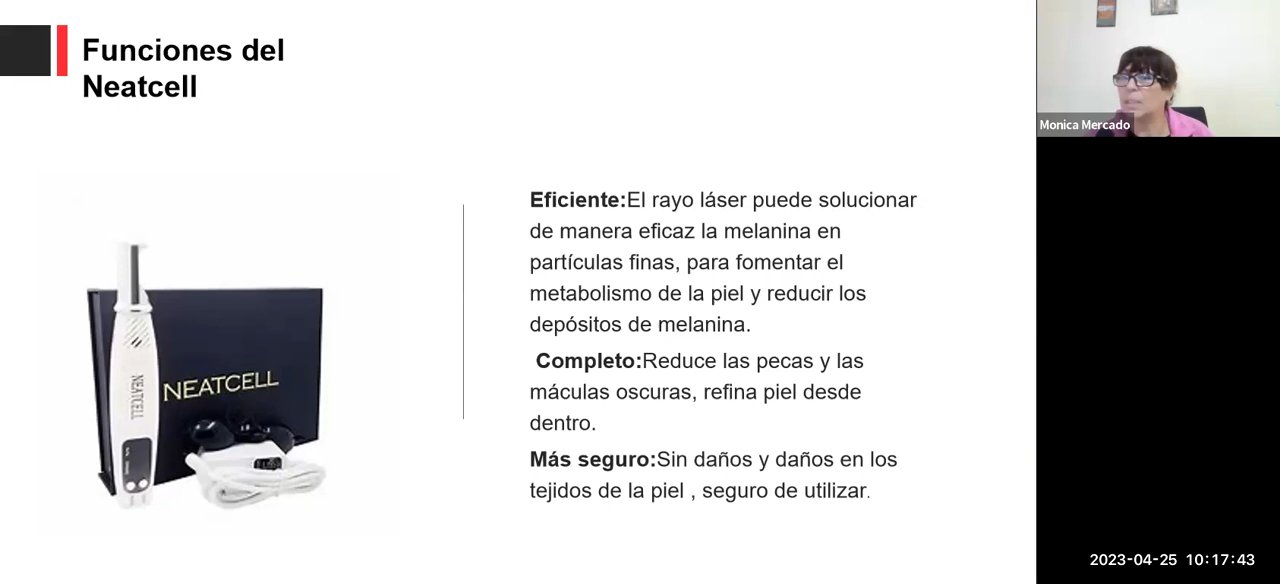 Funciones del
Neatcell
Eficiente:El rayo láser puede solucionar
de manera eficaz la melanina en
partículas finas, para fomentar el
metabolismo de la piel y reducir los
depósitos de melanina.
Completo:Reduce las pecas y las
máculas oscuras, refina piel desde
dentro.
Más seguro:Sin daños y daños en los
tejidos de la piel , seguro de utilizar.
NEATCELL
NEATCELL
Monica Mercado
2023-04-25 10:17:43